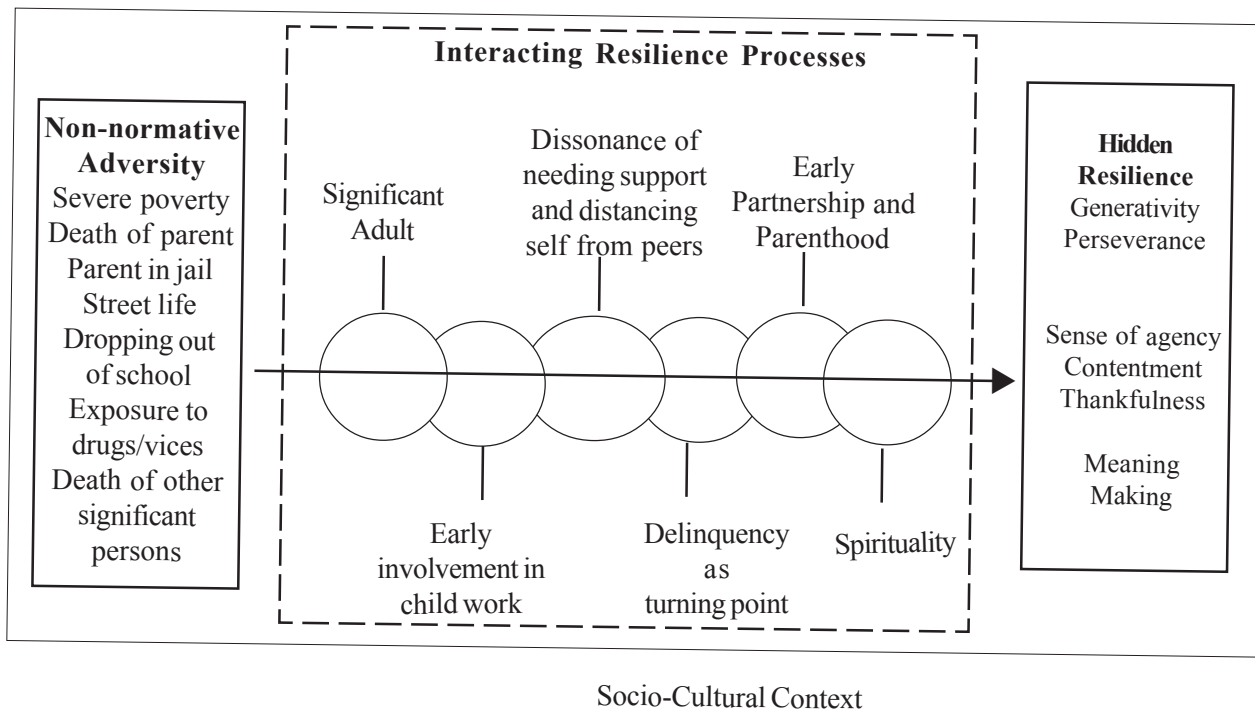 Interacting Resilience Processes
Non-normative
Adversity
Severe poverty
Death of parent
Parent in jail
Street life
Dropping out
of school
Exposure to
drugs/vices
Death of other
significant
persons
Significant
Adult
Dissonance of
needing support
and distancing
self from peers
Early
Partnership and
Parenthood
Early
involvement in
child work
Delinquency
as
turning point
Spirituality
Hidden
Resilience
Generativity
Perseverance
Sense of agency
Contentment
Thankfulness
Meaning
Making
Socio-Cultural Context